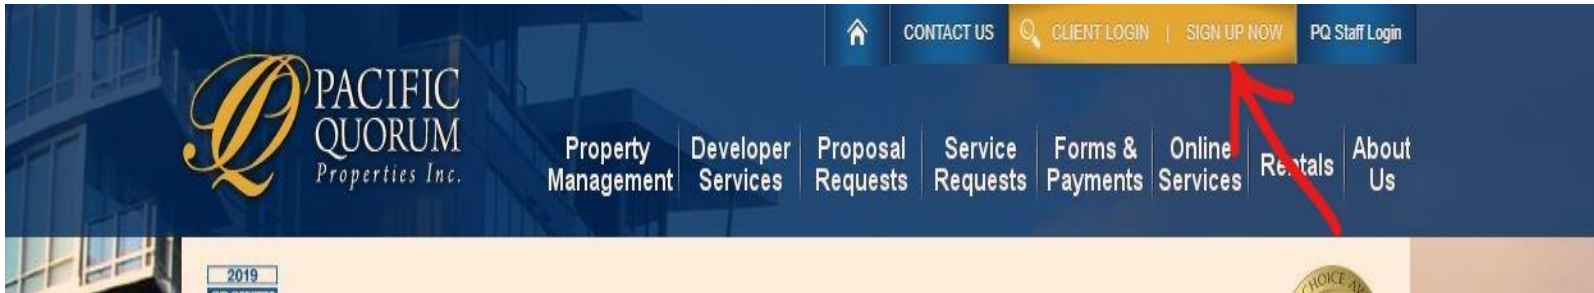 CONTACT US
CLIENT LOGIN | SIGN UP NOW
PQ Staff Login
PACIFIC
QUORUM
Properties Inc.
Property
Management
Developer
Services
Proposal
Requests
Service
Requests
Forms &
Payments
Online
Services
Rentals
About
Us
2019
CHOICE